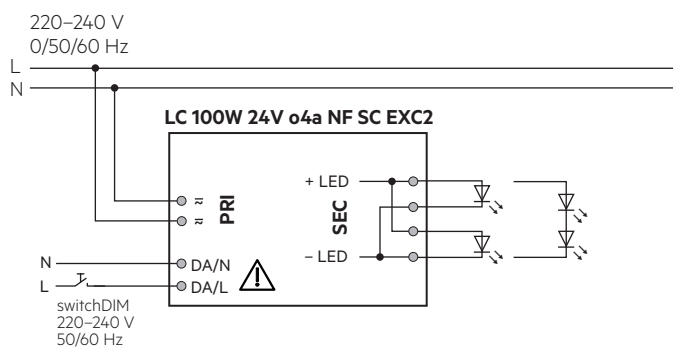 220–240 V
0/50/60 Hz
L
N
LC 100W 24V o4a NF SC EXC2
+ LED
≂
PRI
SEC
≂
– LED
N
DA/N
L
DA/L
switchDIM
220–240 V
50/60 Hz